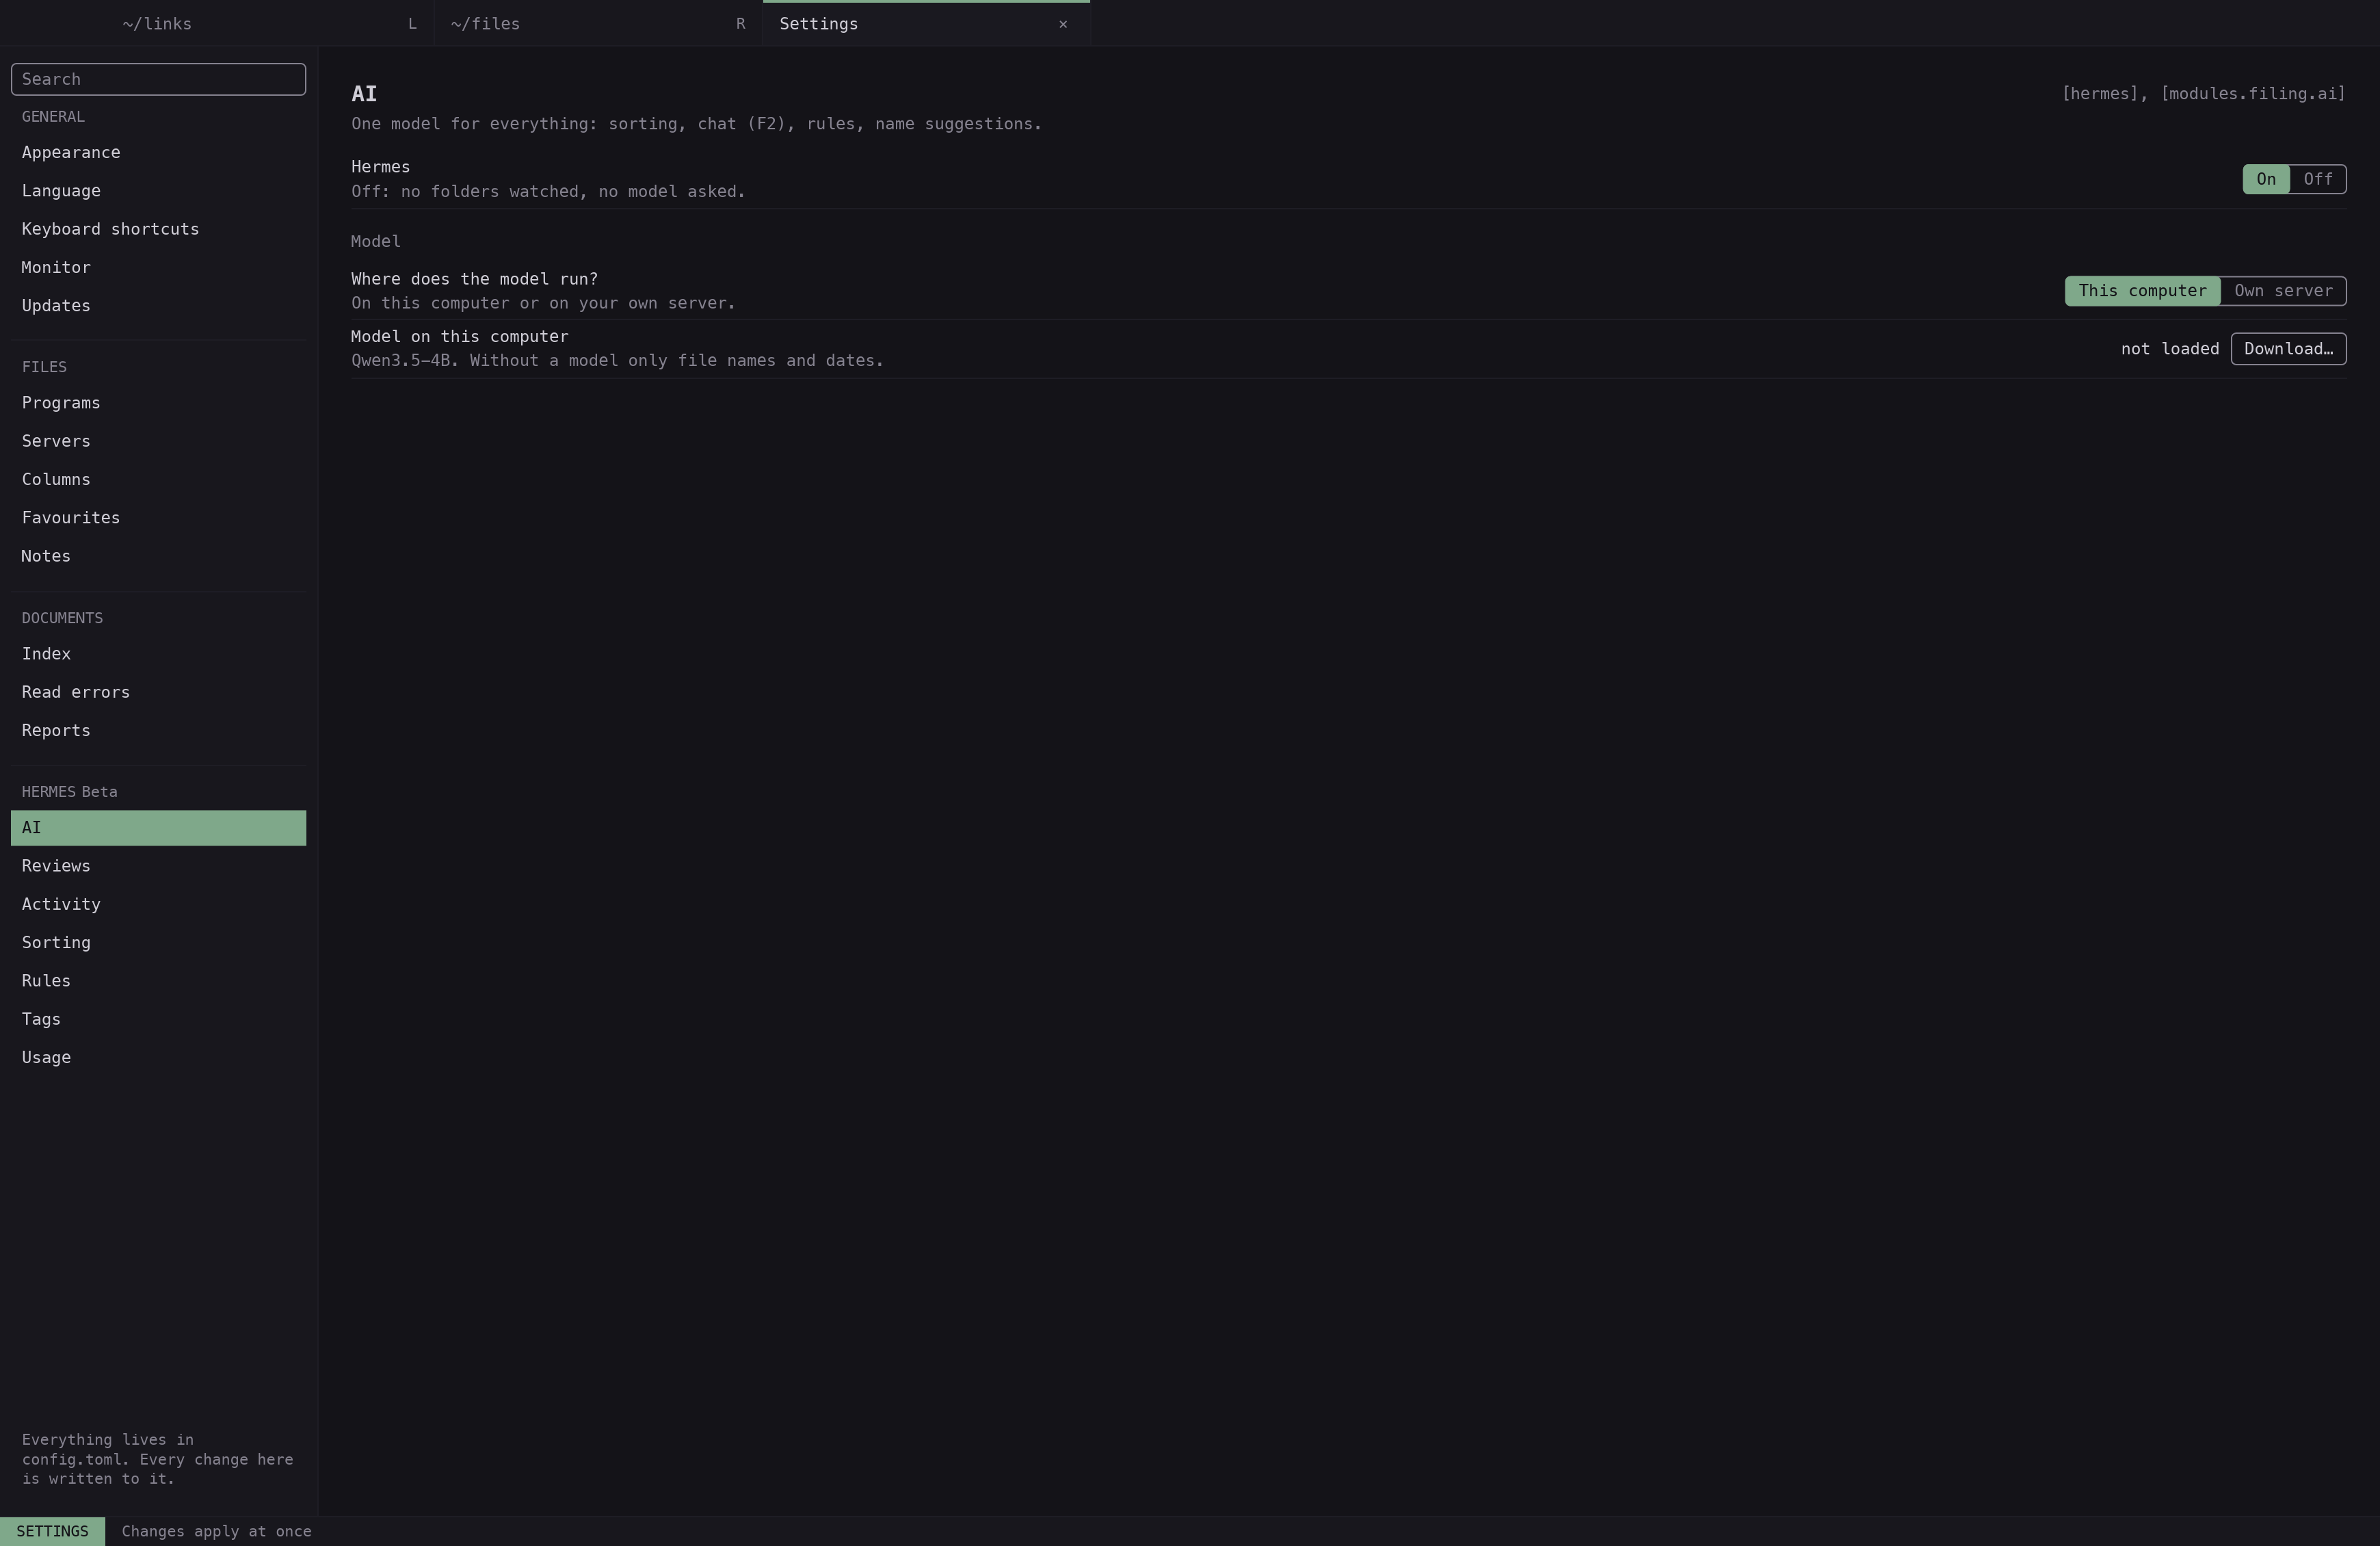 ~/links L ~/files R Settings ×
Search
GENERAL
Appearance
Language
Keyboard shortcuts
Monitor
Updates
FILES
Programs
Servers
Columns
Favourites
Notes
DOCUMENTS
Index
Read errors
Reports
HERMES Beta
AI
Reviews
Activity
Sorting
Rules
Tags
Usage
Everything lives in
config.toml. Every change here
is written to it.
AI [hermes], [modules.filing.ai]
One model for everything: sorting, chat (F2), rules, name suggestions.
Hermes
Off: no folders watched, no model asked.
On Off
Model
Where does the model run?
On this computer or on your own server.
This computer Own server
Model on this computer
Qwen3.5–4B. Without a model only file names and dates.
not loaded Download…
SETTINGS Changes apply at once